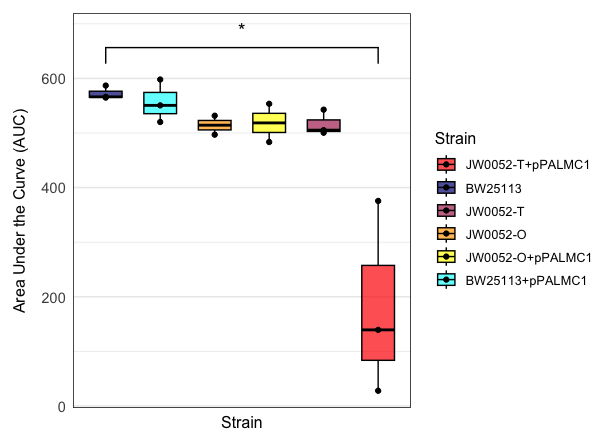 *
Area Under the Curve (AUC)
600
400
200
0
Strain
Strain
JW0052-T+pPALMC1
BW25113
JW0052-T
JW0052-O
JW0052-O+pPALMC1
BW25113+pPALMC1